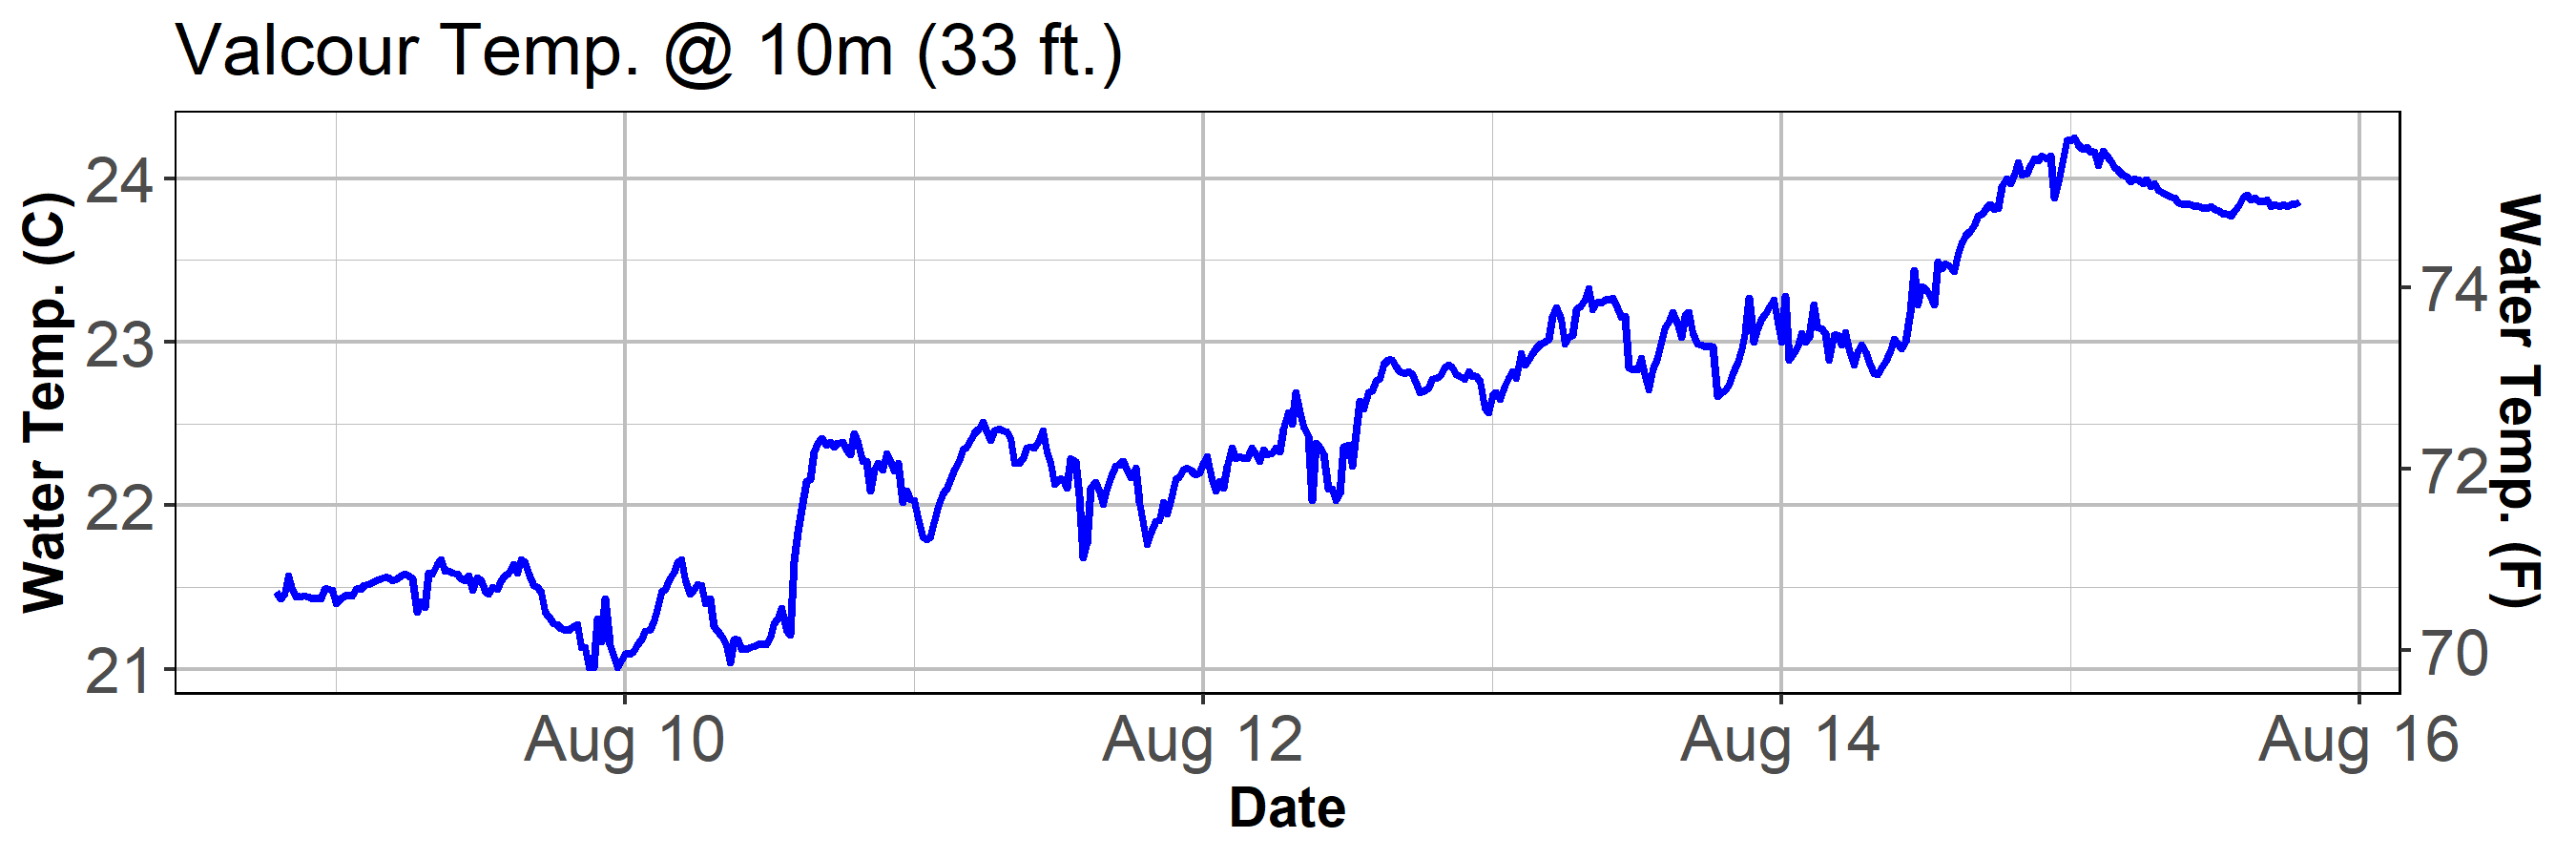 Valcour Temp. @ 10m (33 ft.)
Water Temp. (C)
24
23
22
21
74
72
70
Water Temp. (F)
Aug 10
Aug 12
Aug 14
Aug 16
Date